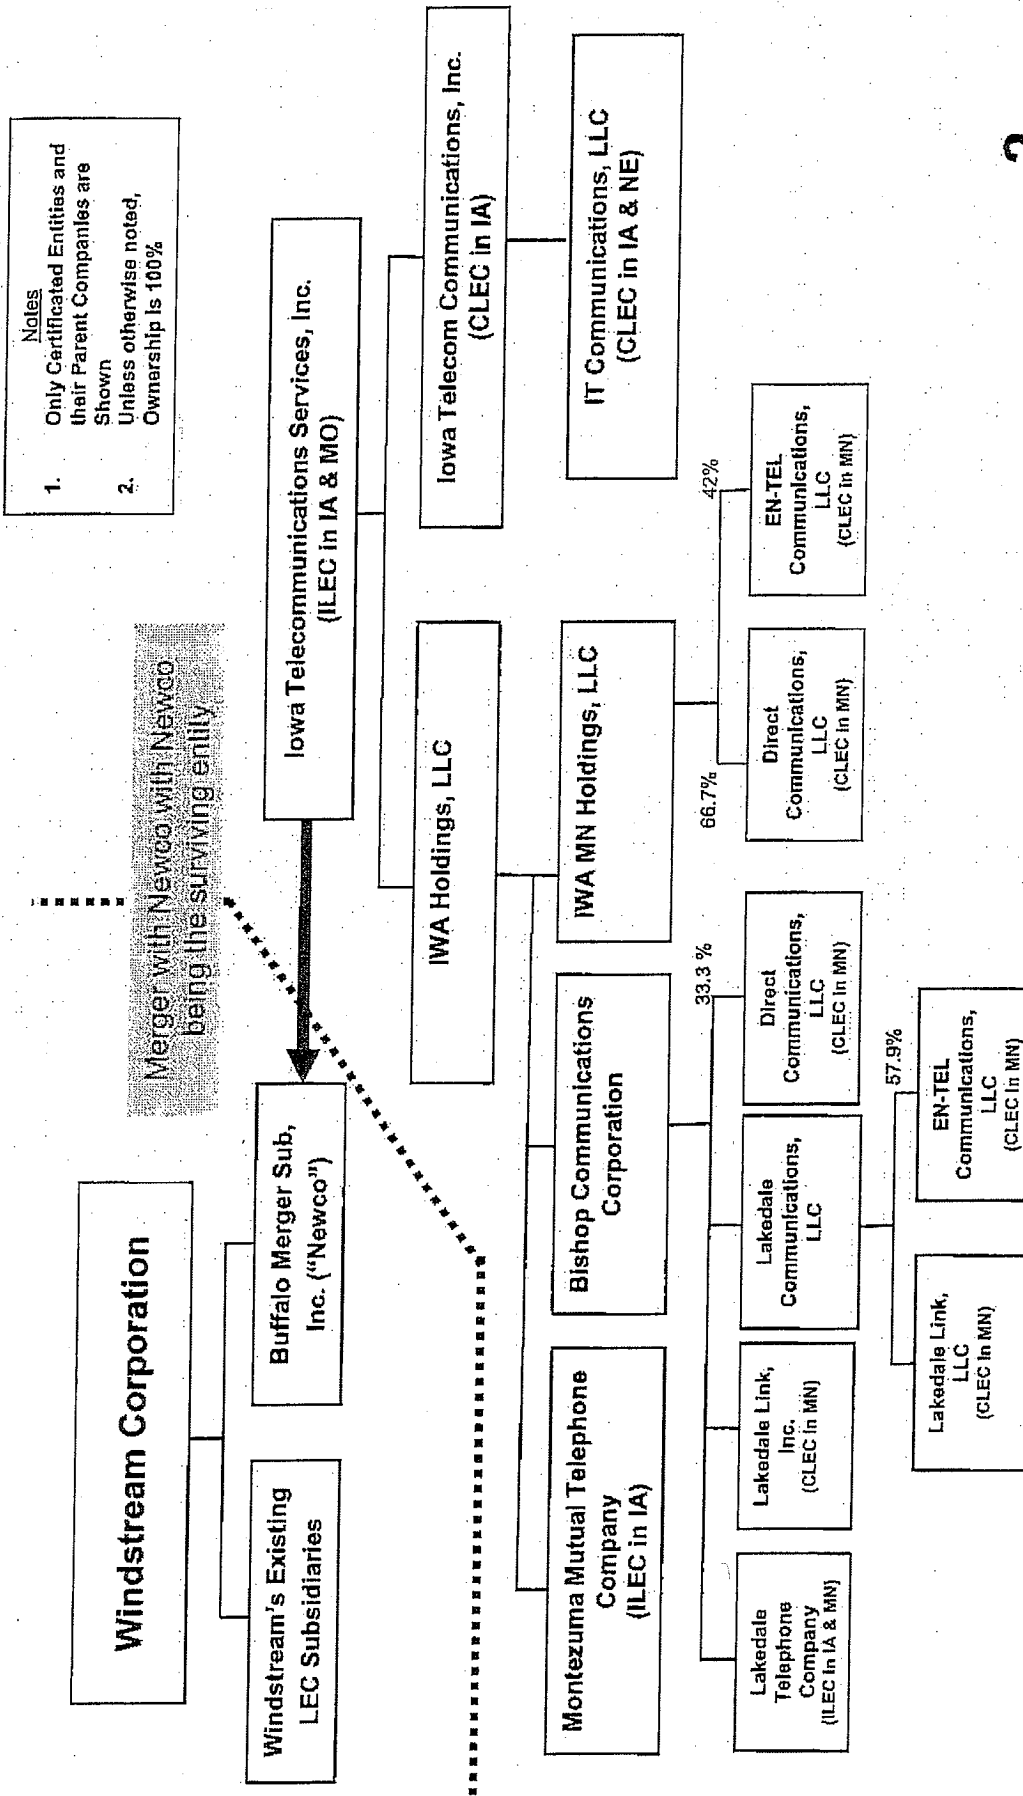 Notes
1. Only Certificated Entities and
their Parent Companies are
Shown
2. Unless otherwise noted,
Ownership is 100%
Merger with Newco with Newco
being the surviving entity
Windstream Corporation
Windstream's Existing
LEC Subsidiaries
Buffalo Merger Sub,
Inc. ("Newco")
Iowa Telecommunications Services, Inc.
(ILEC in IA & MO)
IWA Holdings, LLC
Iowa Telecom Communications, Inc.
(CLEC in IA)
Montezuma Mutual Telephone
Company
(ILEC in IA)
Bishop Communications
Corporation
IWA MN Holdings, LLC
IT Communications, LLC
(CLEC in IA & NE)
33.3 %
66.7%
42%
Lakedale
Telephone
Company
(ILEC in IA & MN)
Lakedale Link,
Inc.
(CLEC in MN)
Lakedale
Communications,
LLC
Direct
Communications,
LLC
(CLEC in MN)
Direct
Communications,
LLC
(CLEC in MN)
EN-TEL
Communications,
LLC
(CLEC in MN)
57.9%
Lakedale Link,
LLC
(CLEC in MN)
EN-TEL
Communications,
LLC
(CLEC in MN)